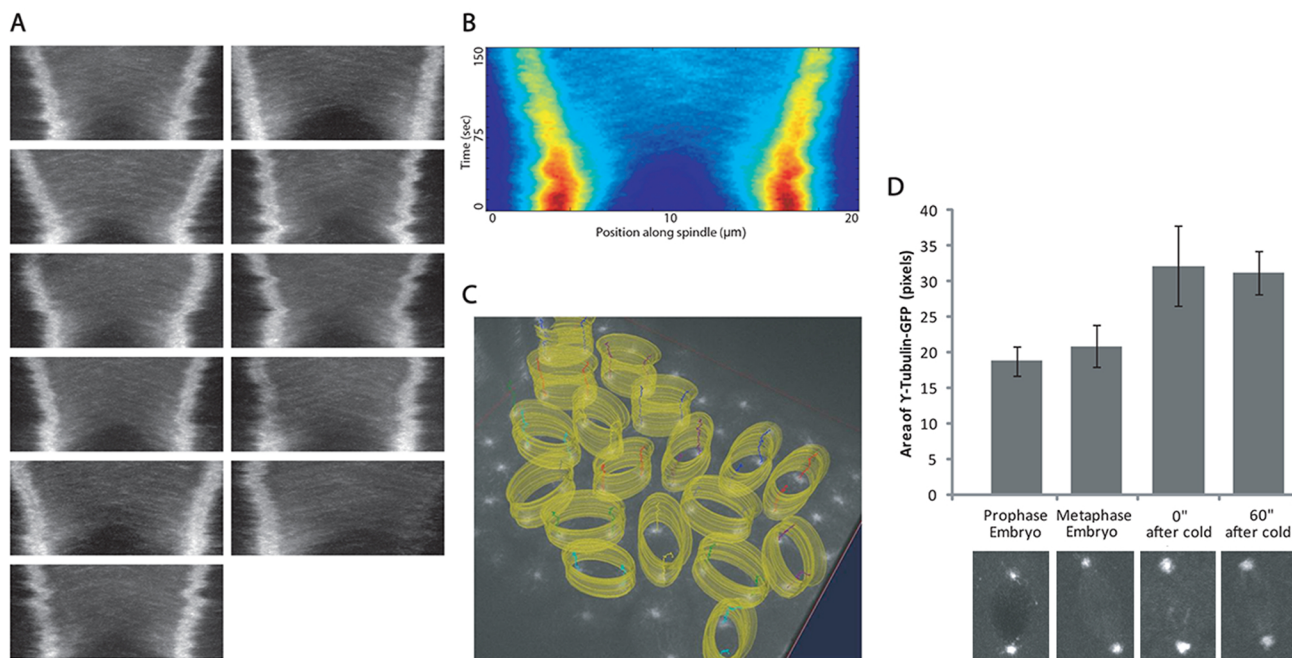 A
B
150
75
0
Time (sec)
0
10
20
Position along spindle (µm)
C
D
40
35
30
25
20
15
10
5
0
Area of ϒ-Tubulin-GFP (pixels)
Prophase Embryo
Metaphase Embryo
0" after cold
60" after cold